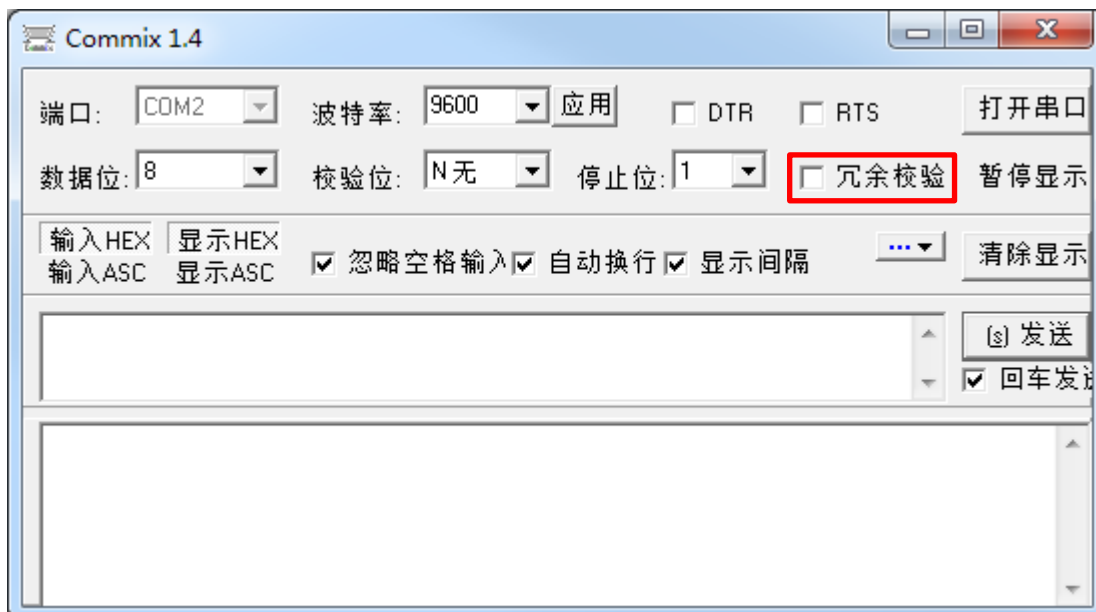 Commix 1.4
端口: COM2 波特率: 9600 应用 DTR RTS 打开串口
数据位: 8 校验位: N无 停止位: 1 冗余校验 暂停显示
输入HEX 显示HEX
输入ASC 显示ASC 忽略空格输入 自动换行 显示间隔 ... 清除显示
(s) 发送
回车发送